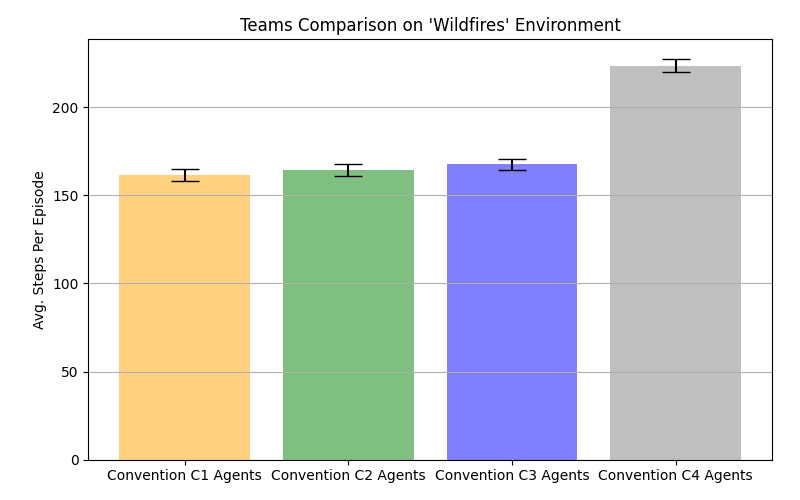 Teams Comparison on 'Wildfires' Environment
Avg. Steps Per Episode
200
150
100
50
0
Convention C1 Agents Convention C2 Agents Convention C3 Agents Convention C4 Agents